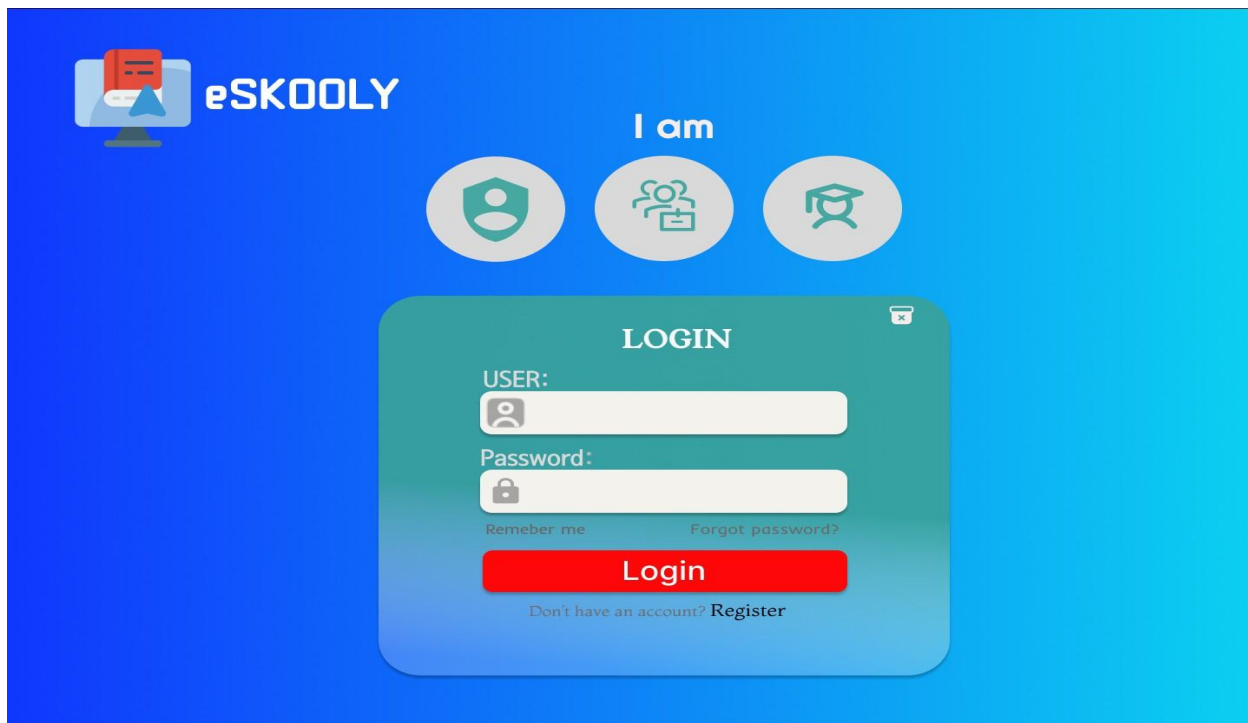 eSKOOLY
I am
LOGIN
USER:
Password:
Remeber me Forgot password?
Login
Don't have an account? Register